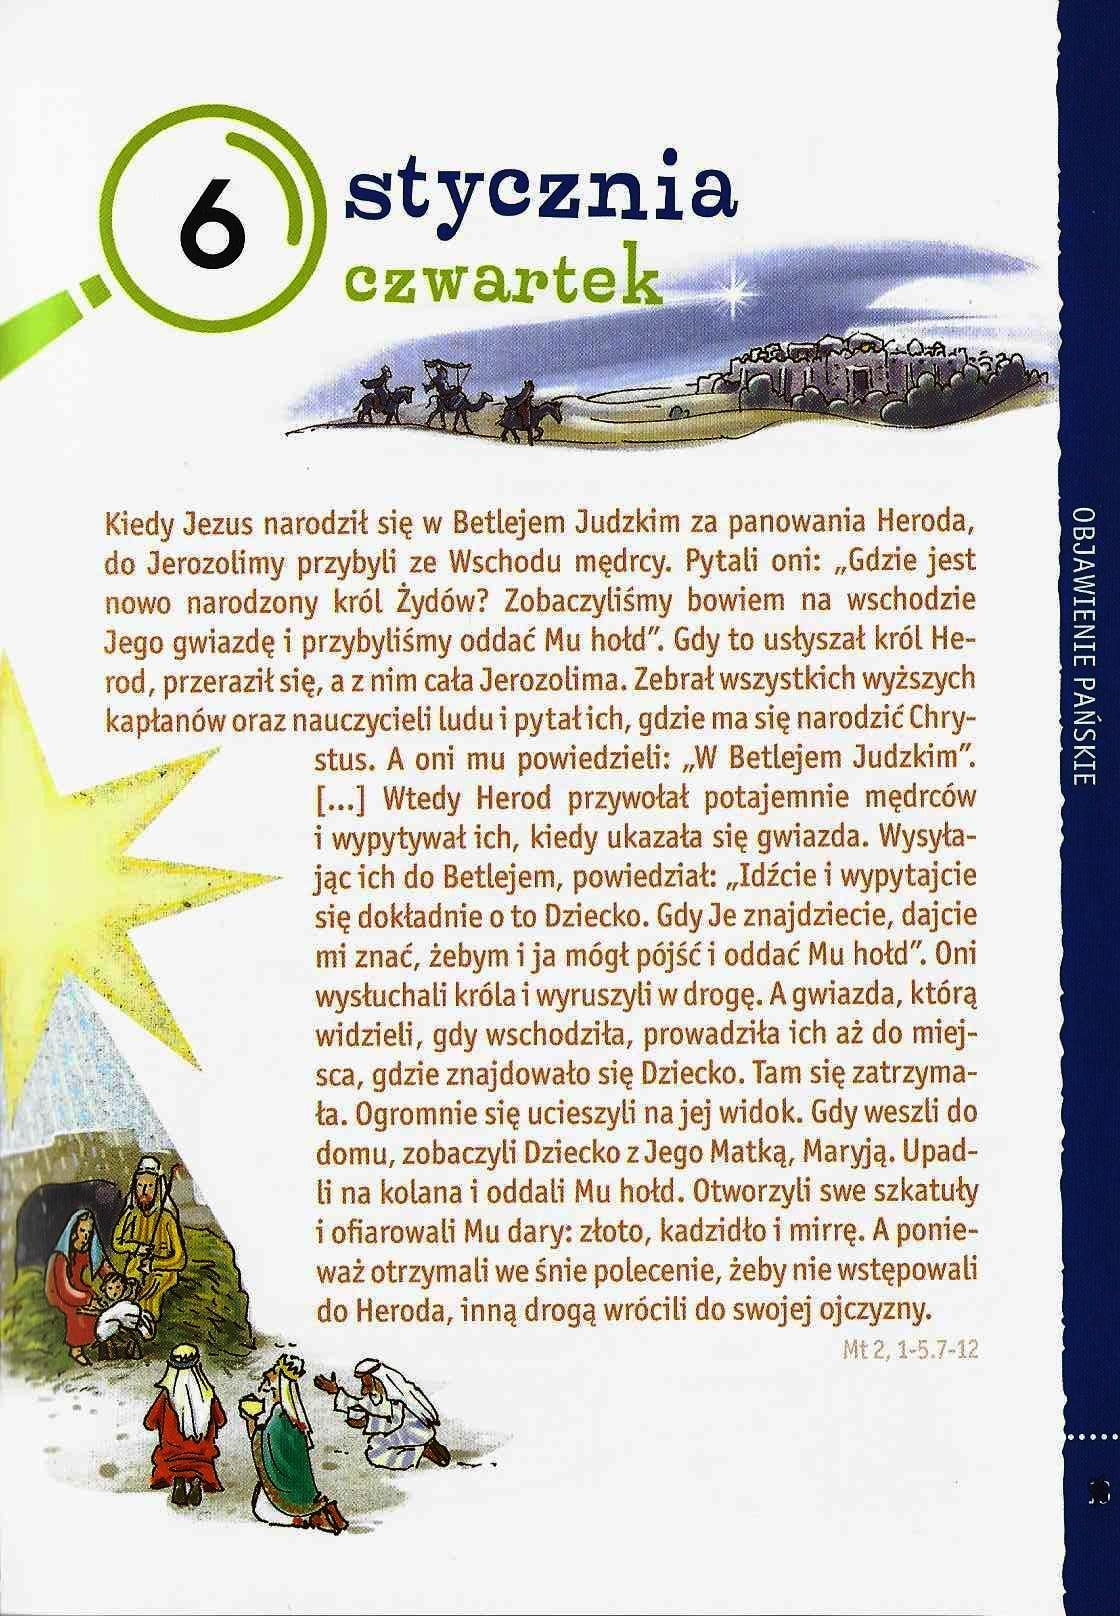 6
stycznia
czwartek
Kiedy Jezus narodził się w Betlejem Judzkim za panowania Heroda,
do Jerozolimy przybyli ze Wschodu mędrcy. Pytali oni: „Gdzie jest
nowo narodzony król Żydów? Zobaczyliśmy bowiem na wschodzie
Jego gwiazdę i przybyliśmy oddać Mu hołd”. Gdy to usłyszał król He-
rod, przeraził się, a z nim cała Jerozolima. Zebrał wszystkich wyższych
kapłanów oraz nauczycieli ludu i pytał ich, gdzie ma się narodzić Chry-
stus. A oni mu powiedzieli: „W Betlejem Judzkim”.
[...] Wtedy Herod przywołał potajemnie mędrców
i wypytywał ich, kiedy ukazała się gwiazda. Wysyła-
jąc ich do Betlejem, powiedział: „Idźcie i wypytajcie
się dokładnie o to Dziecko. Gdy Je znajdziecie, dajcie
mi znać, żebym i ja mógł pójść i oddać Mu hołd”. Oni
wysłuchali króla i wyruszyli w drogę. A gwiazda, którą
widzieli, gdy wschodziła, prowadziła ich aż do miej-
sca, gdzie znajdowało się Dziecko. Tam się zatrzyma-
ła. Ogromnie się ucieszyli na jej widok. Gdy weszli do
domu, zobaczyli Dziecko z Jego Matką, Maryją. Upad-
li na kolana i oddali Mu hołd. Otworzyli swe szkatuły
i ofiarowali Mu dary: złoto, kadzidło i mirrę. A ponie-
waż otrzymali we śnie polecenie, żeby nie wstępowali
do Heroda, inną drogą wrócili do swojej ojczyzny.
Mt 2, 1-5.7-12
OBJAWIENIE PAŃSKIE